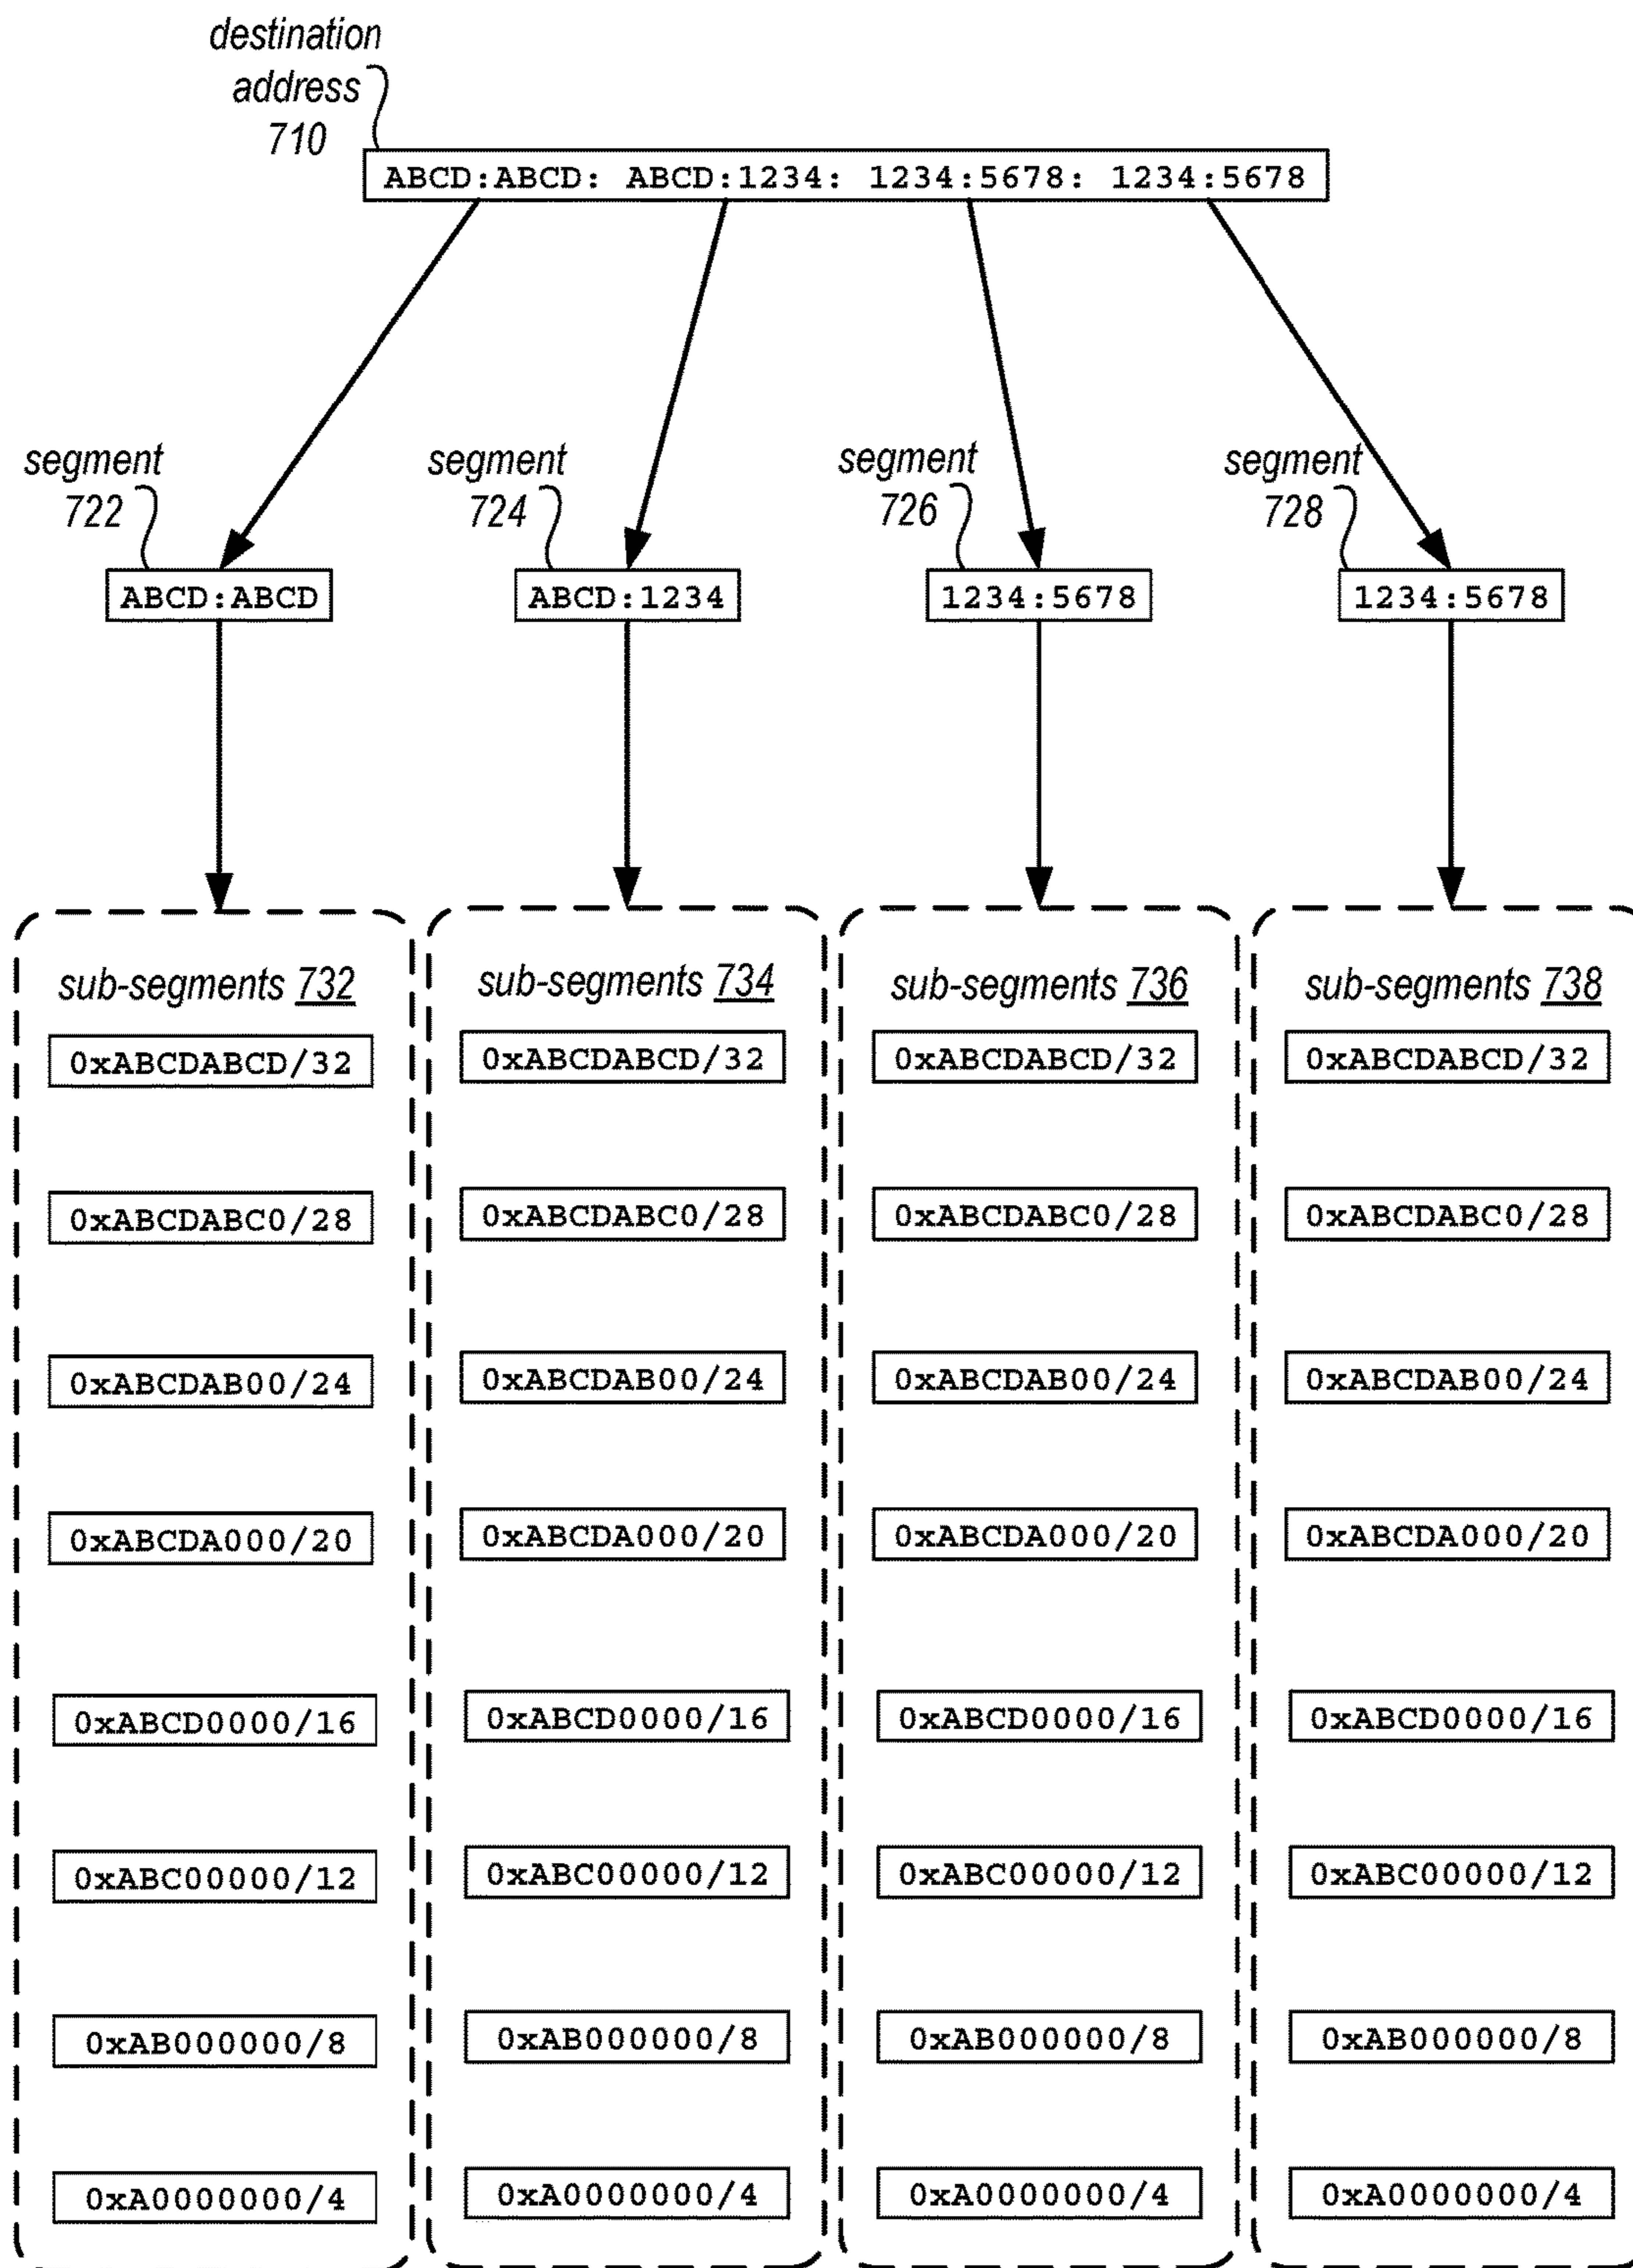 destination
address
710
ABCD:ABCD: ABCD:1234: 1234:5678: 1234:5678
segment
722
segment
724
segment
726
segment
728
ABCD:ABCD
ABCD:1234
1234:5678
1234:5678
sub-segments 732
0xABCDABCD/32
0xABCDABC0/28
0xABCDAB00/24
0xABCDA000/20
0xABCD0000/16
0xABC00000/12
0xAB000000/8
0xA0000000/4
sub-segments 734
0xABCDABCD/32
0xABCDABC0/28
0xABCDAB00/24
0xABCDA000/20
0xABCD0000/16
0xABC00000/12
0xAB000000/8
0xA0000000/4
sub-segments 736
0xABCDABCD/32
0xABCDABC0/28
0xABCDAB00/24
0xABCDA000/20
0xABCD0000/16
0xABC00000/12
0xAB000000/8
0xA0000000/4
sub-segments 738
0xABCDABCD/32
0xABCDABC0/28
0xABCDAB00/24
0xABCDA000/20
0xABCD0000/16
0xABC00000/12
0xAB000000/8
0xA0000000/4